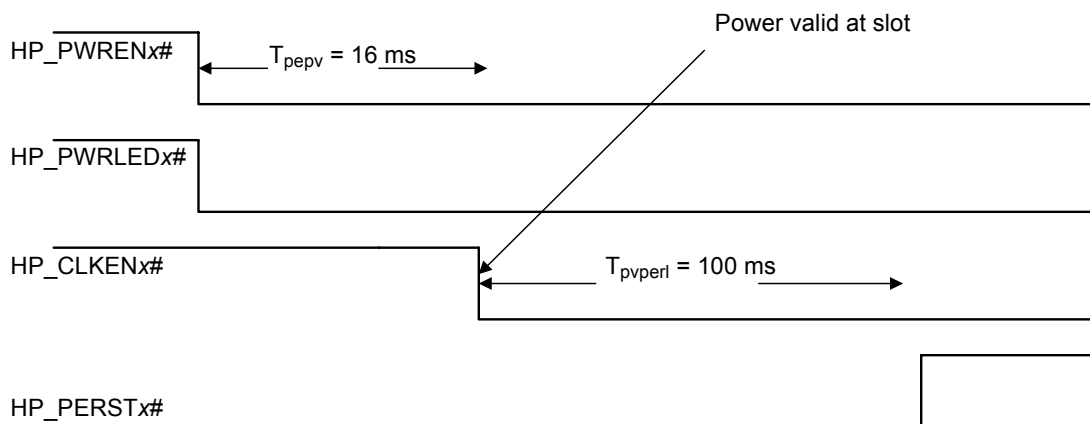 Power valid at slot
HP_PWRENx#
Tpepv = 16 ms
HP_PWRLEDx#
HP_CLKENx#
Tpvperl = 100 ms
HP_PERSTx#